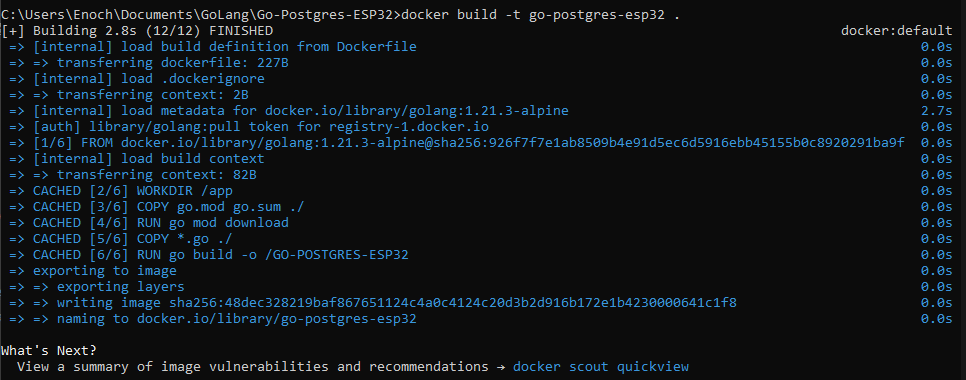 C:\Users\Enoch\Documents\GoLang\Go-Postgres-ESP32>docker build -t go-postgres-esp32 .
[+] Building 2.8s (12/12) FINISHED docker:default
=> [internal] load build definition from Dockerfile 0.0s
=> => transferring dockerfile: 227B 0.0s
=> [internal] load .dockerignore 0.0s
=> => transferring context: 2B 0.0s
=> [internal] load metadata for docker.io/library/golang:1.21.3-alpine 2.7s
=> [auth] library/golang:pull token for registry-1.docker.io 0.0s
=> [1/6] FROM docker.io/library/golang:1.21.3-alpine@sha256:926f7f7e1ab8509b4e91d5ec6d5916ebb45155b0c8920291ba9f 0.0s
=> [internal] load build context 0.0s
=> => transferring context: 82B 0.0s
=> CACHED [2/6] WORKDIR /app 0.0s
=> CACHED [3/6] COPY go.mod go.sum ./ 0.0s
=> CACHED [4/6] RUN go mod download 0.0s
=> CACHED [5/6] COPY *.go ./ 0.0s
=> CACHED [6/6] RUN go build -o /GO-POSTGRES-ESP32 0.0s
=> exporting to image 0.0s
=> => exporting layers 0.0s
=> => writing image sha256:48dec328219baf867651124c4a0c4124c20d3b2d916b172e1b4230000641c1f8 0.0s
=> => naming to docker.io/library/go-postgres-esp32 0.0s
What's Next?
View a summary of image vulnerabilities and recommendations → docker scout quickview